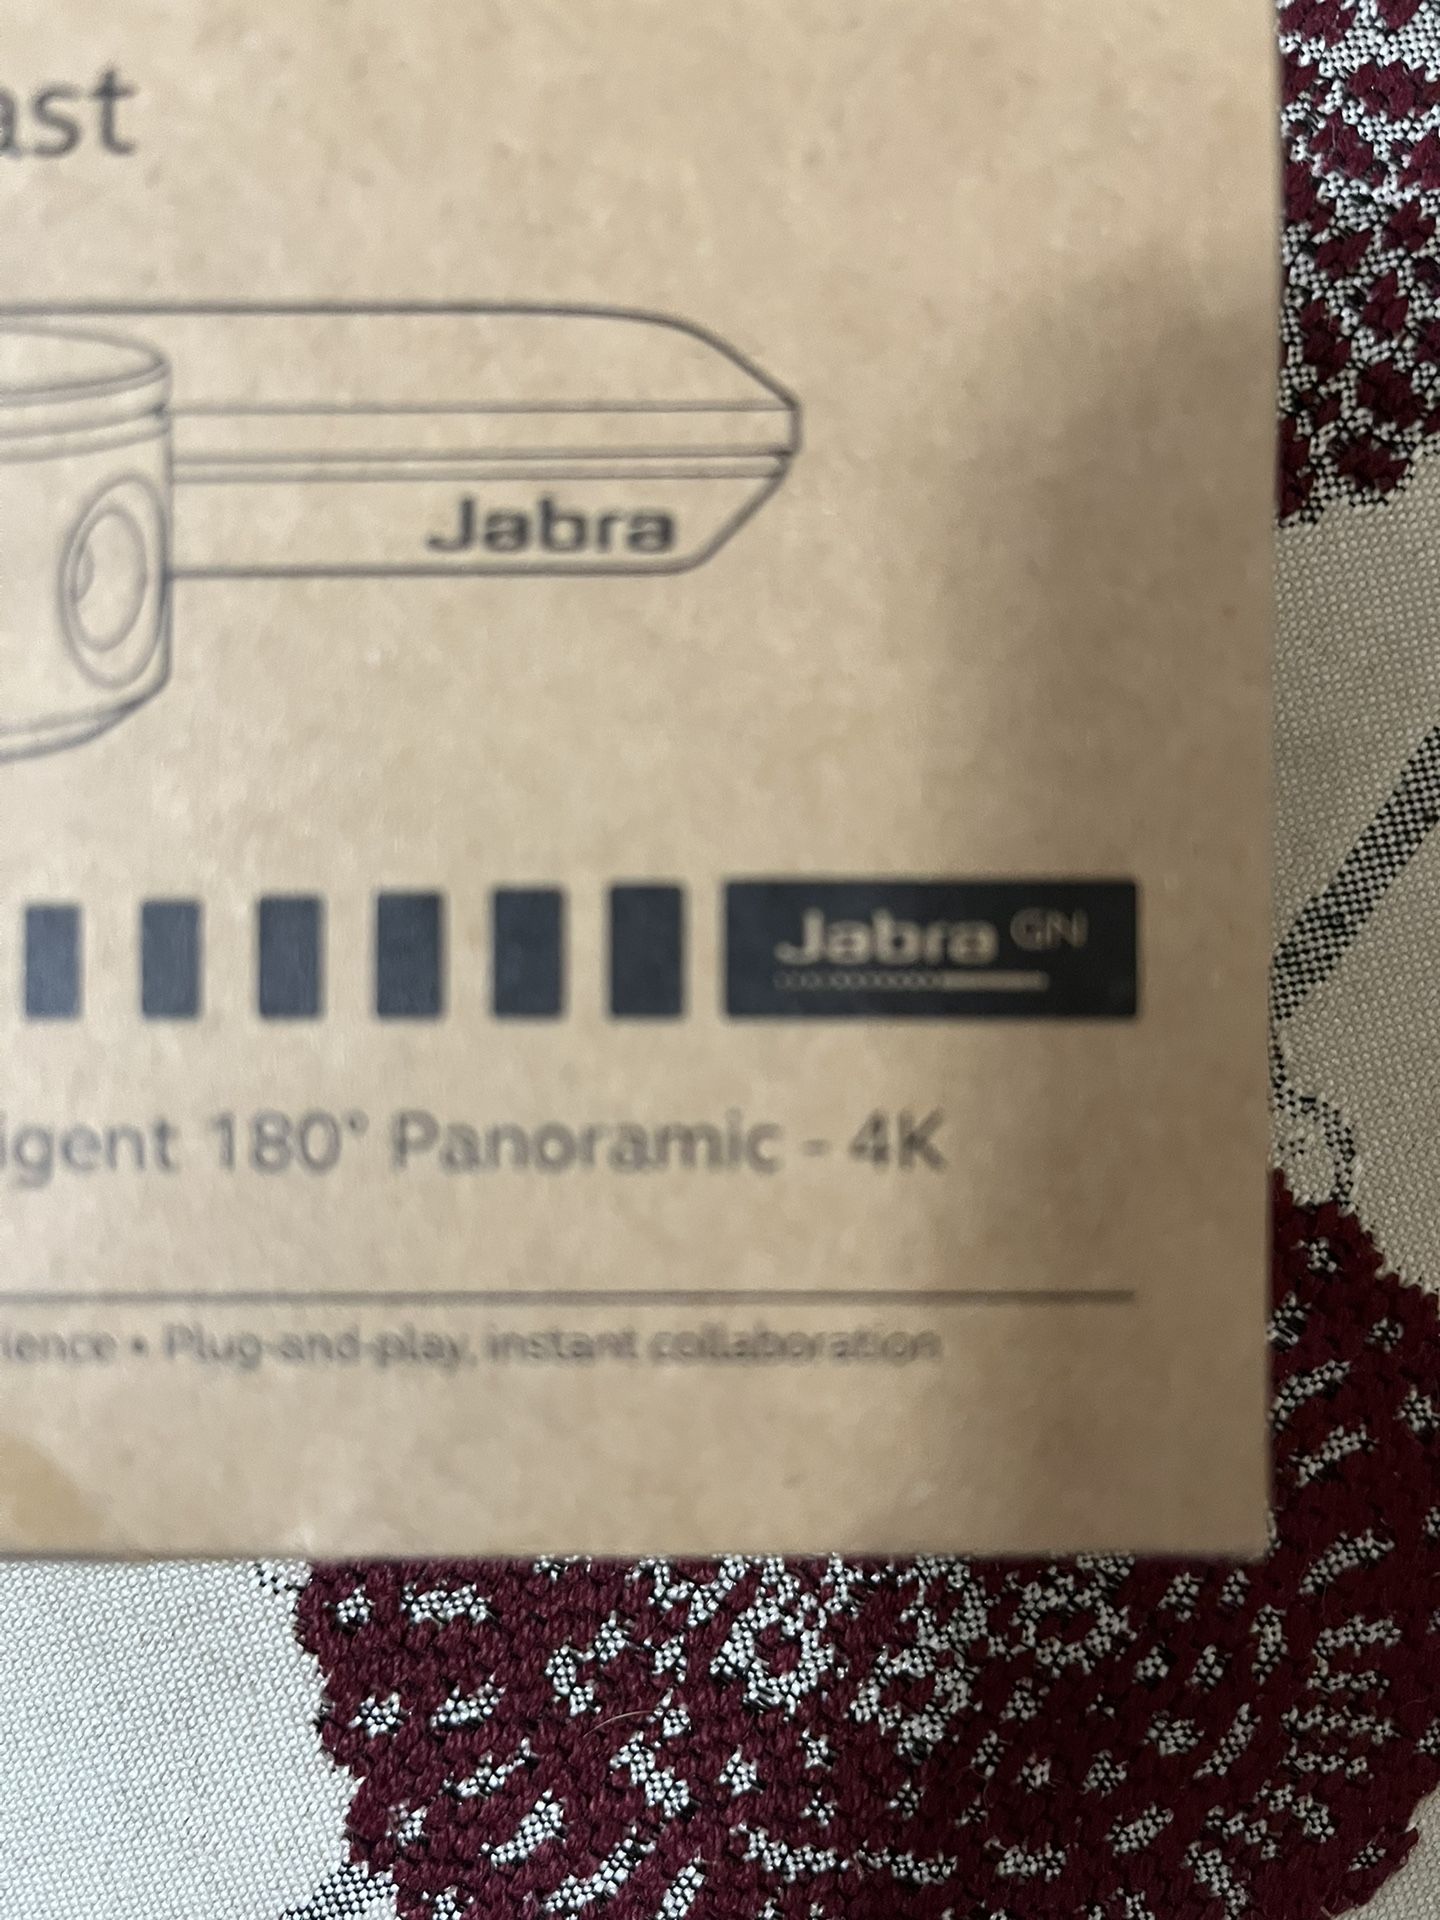 ast
Jabra
Jabra GN
igent 180° Panoramic - 4K
ience • Plug-and-play, instant collaboration